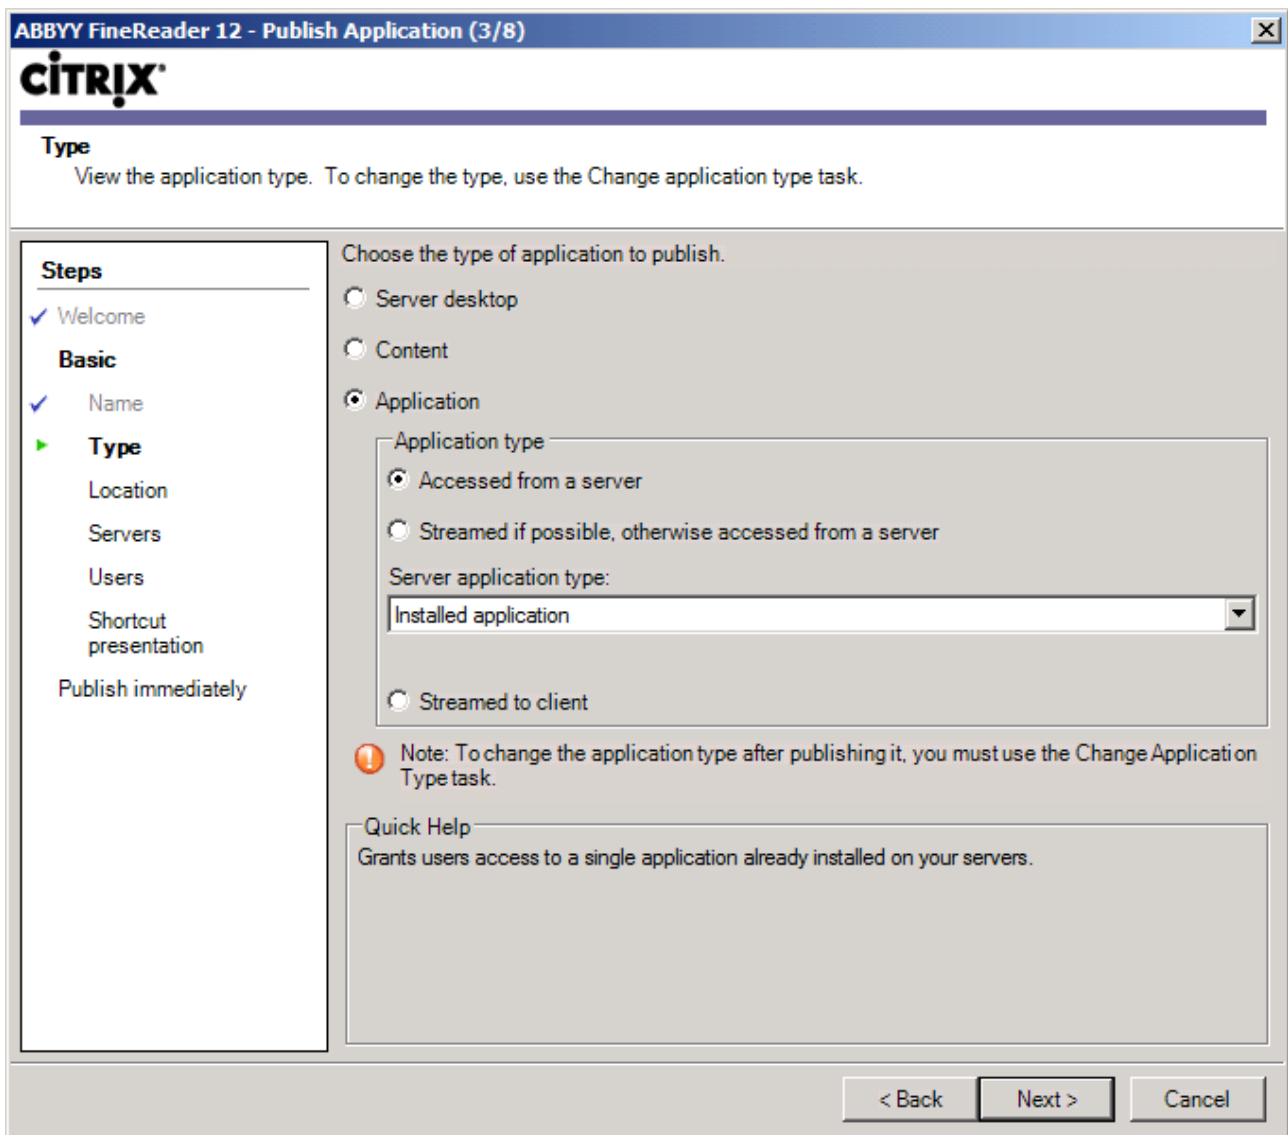 ABBYY FineReader 12 - Publish Application (3/8)
CİTRIX®
Type
View the application type. To change the type, use the Change application type task.
Steps
Welcome
Basic
Name
Type
Location
Servers
Users
Shortcut
presentation
Publish immediately
Choose the type of application to publish.
Server desktop
Content
Application
Application type
Accessed from a server
Streamed if possible, otherwise accessed from a server
Server application type:
Installed application
Streamed to client
Note: To change the application type after publishing it, you must use the Change Application
Type task.
Quick Help
Grants users access to a single application already installed on your servers.
< Back
Next >
Cancel